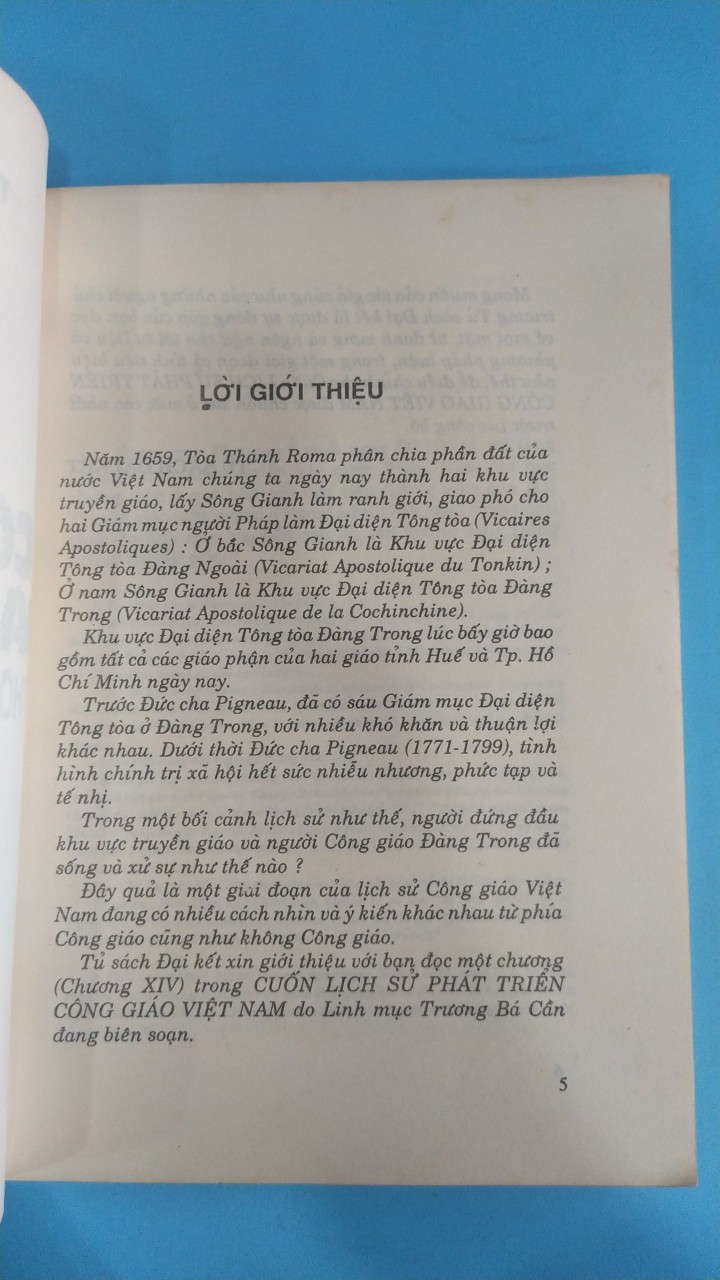 LỜI GIỚI THIỆU
Năm 1659, Tòa Thánh Roma phân chia phần đất của
nước Việt Nam chúng ta ngày nay thành hai khu vực
truyền giáo, lấy Sông Gianh làm ranh giới, giao phó cho
hai Giám mục người Pháp làm Đại diện Tông tòa (Vicaires
Apostoliques) : Ở bắc Sông Gianh là Khu vực Đại diện
Tông tòa Đàng Ngoài (Vicariat Apostolique du Tonkin) ;
Ở nam Sông Gianh là Khu vực Đại diện Tông tòa Đàng
Trong (Vicariat Apostolique de la Cochinchine).
Khu vực Đại diện Tông tòa Đàng Trong lúc bấy giờ bao
gồm tất cả các giáo phận của hai giáo tỉnh Huế và Tp. Hồ
Chí Minh ngày nay.
Trước Đức cha Pigneau, đã có sáu Giám mục Đại diện
Tông tòa ở Đàng Trong, với nhiều khó khăn và thuận lợi
khác nhau. Dưới thời Đức cha Pigneau (1771-1799), tình
hình chính trị xã hội hết sức nhiễu nhương, phức tạp và
tế nhị.
Trong một bối cảnh lịch sử như thế, người đứng đầu
khu vực truyền giáo và người Công giáo Đàng Trong đã
sống và xử sự như thế nào ?
Đây quả là một giai đoạn của lịch sử Công giáo Việt
Nam đang có nhiều cách nhìn và ý kiến khác nhau từ phía
Công giáo cũng như không Công giáo.
Tủ sách Đại kết xin giới thiệu với bạn đọc một chương
(Chương XIV) trong CUỐN LỊCH SỬ PHÁT TRIỂN
CÔNG GIÁO VIỆT NAM do Linh mục Trương Bá Cần
đang biên soạn.
5